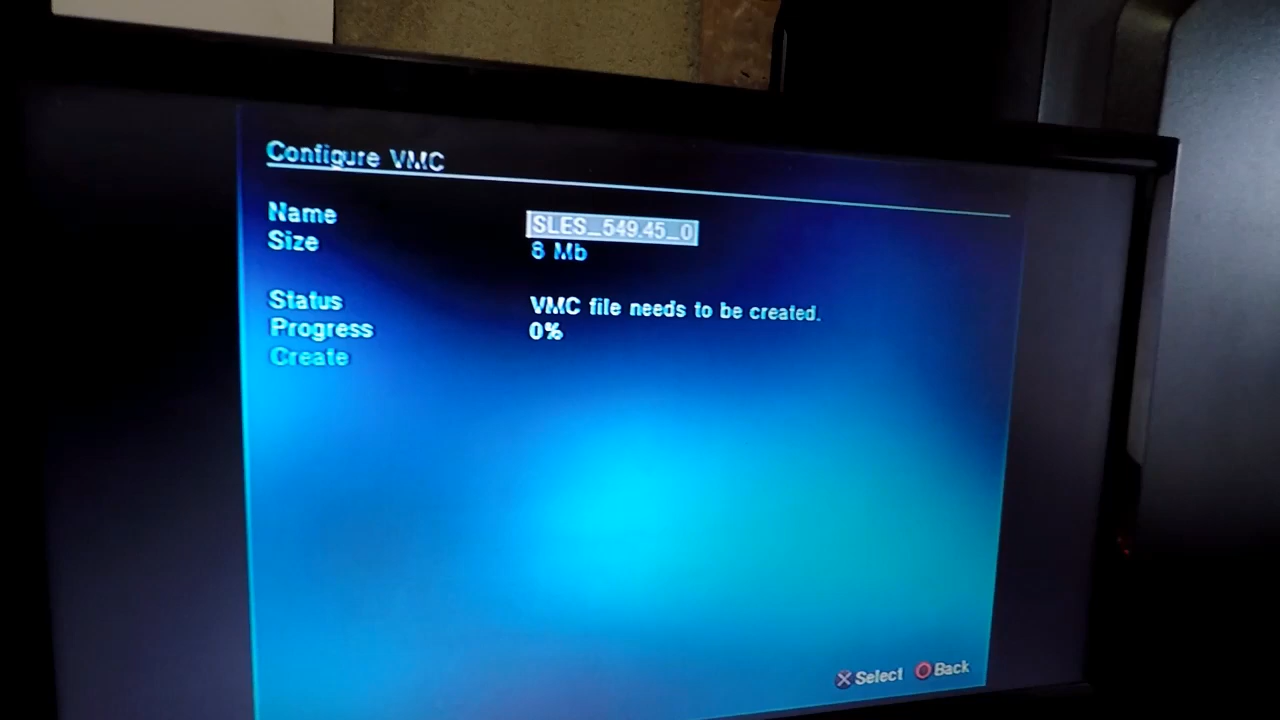 Configure VMC
Name SLES_549.45_0
Size 8 Mb
Status VMC file needs to be created.
Progress 0%
Create
Select Back